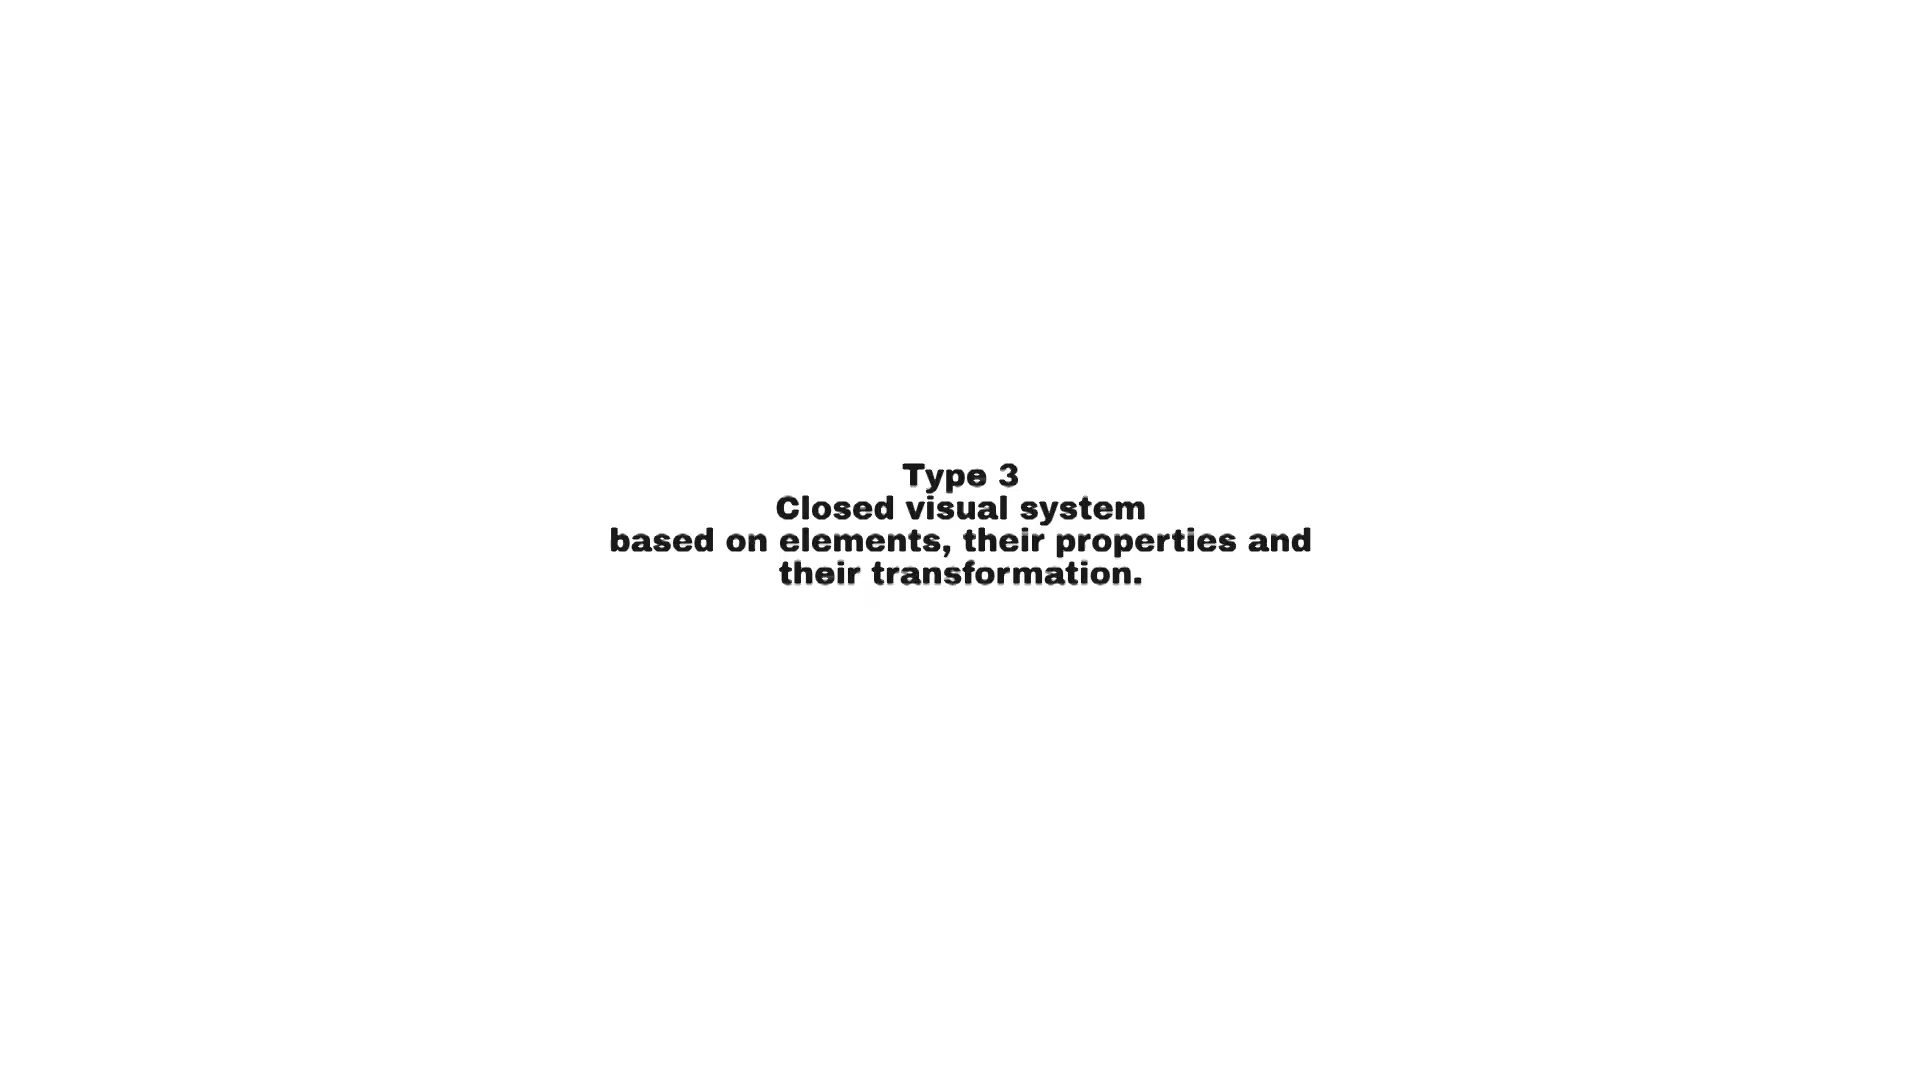 Type 3
Closed visual system
based on elements, their properties and
their transformation.